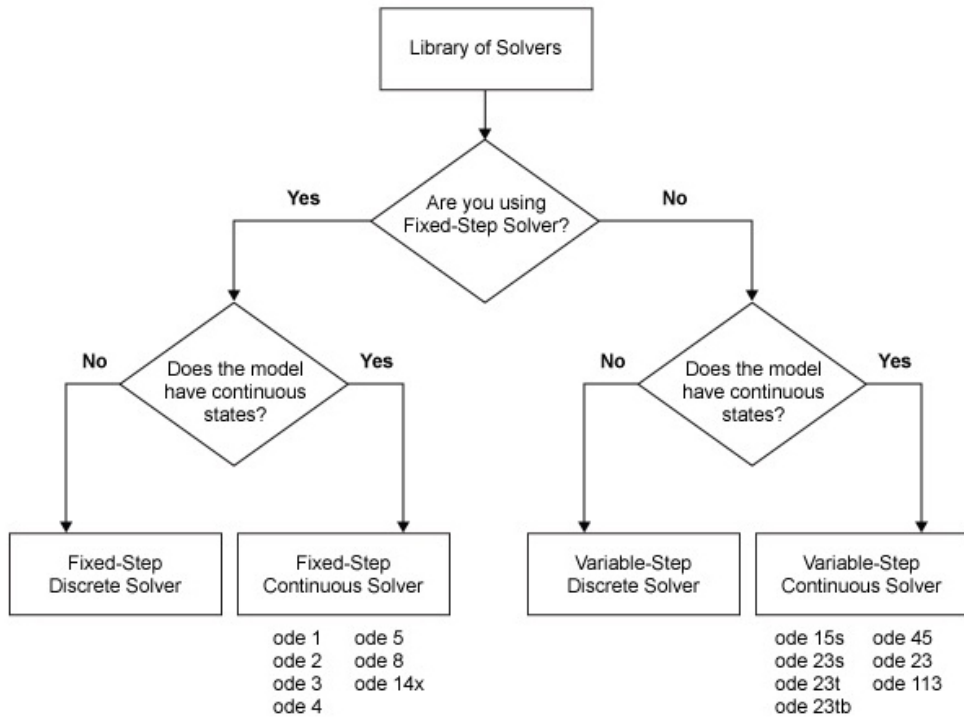 Library of Solvers
Yes
Are you using
Fixed-Step Solver?
No
No
Does the model
have continuous
states?
Yes
No
Does the model
have continuous
states?
Yes
Fixed-Step
Discrete Solver
Fixed-Step
Continuous Solver
Variable-Step
Discrete Solver
Variable-Step
Continuous Solver
ode 1 ode 5
ode 2 ode 8
ode 3 ode 14x
ode 4
ode 15s ode 45
ode 23s ode 23
ode 23t ode 113
ode 23tb